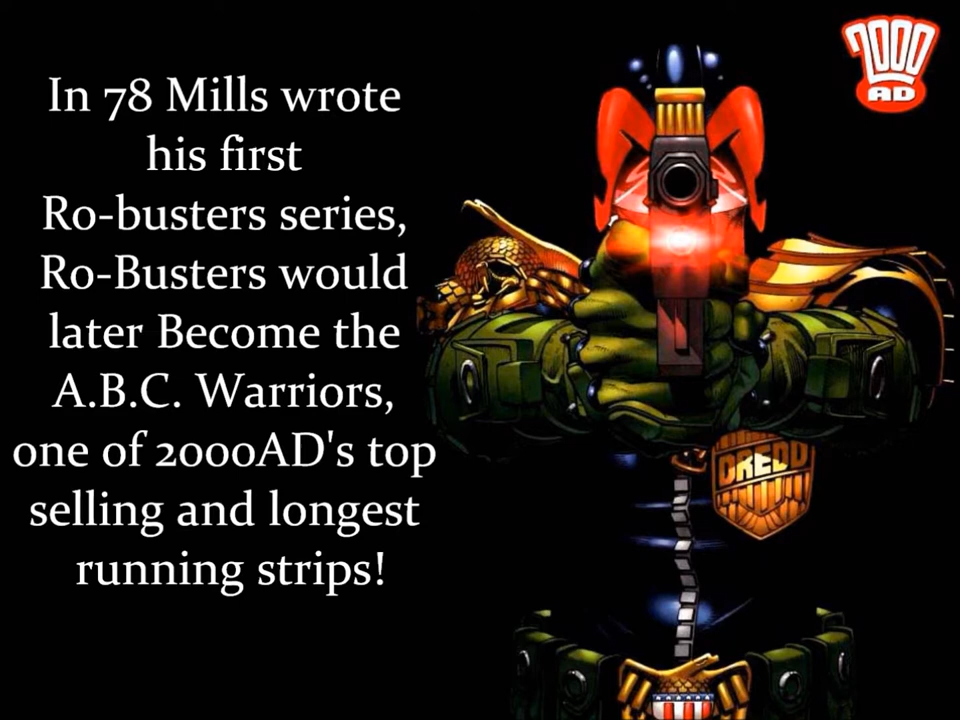 In 78 Mills wrote
his first
Ro-busters series,
Ro-Busters would
later Become the
A.B.C. Warriors,
one of 2000AD's top
selling and longest
running strips!
2000
AD
DREDD